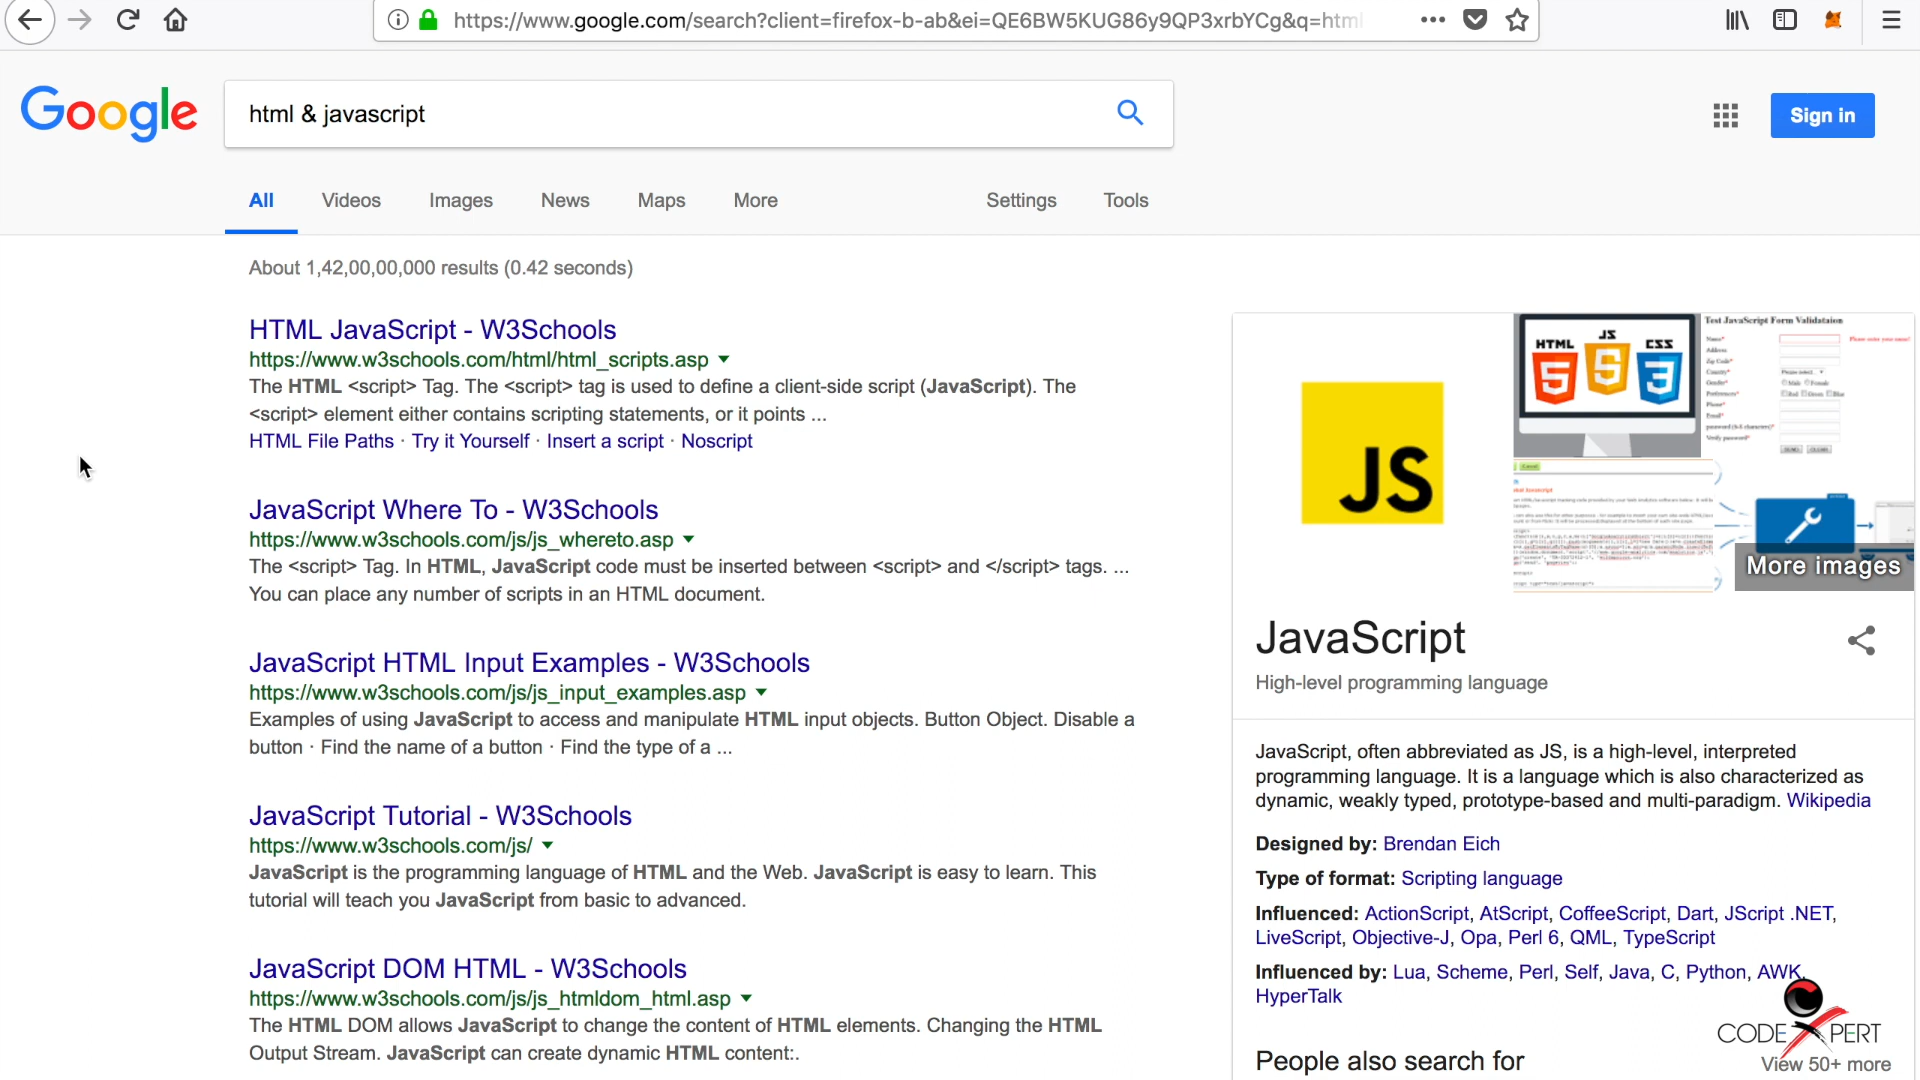 https://www.google.com/search?client=firefox-b-ab&ei=QE6BW5KUG86y9QP3xrbYCg&q=html
Google
html & javascript
Sign in
All Videos Images News Maps More Settings Tools
About 1,42,00,00,000 results (0.42 seconds)
HTML JavaScript - W3Schools
https://www.w3schools.com/html/html_scripts.asp
The HTML <script> Tag. The <script> tag is used to define a client-side script (JavaScript). The
<script> element either contains scripting statements, or it points ...
HTML File Paths · Try it Yourself · Insert a script · Noscript
JavaScript Where To - W3Schools
https://www.w3schools.com/js/js_whereto.asp
The <script> Tag. In HTML, JavaScript code must be inserted between <script> and </script> tags. ...
You can place any number of scripts in an HTML document.
JavaScript HTML Input Examples - W3Schools
https://www.w3schools.com/js/js_input_examples.asp
Examples of using JavaScript to access and manipulate HTML input objects. Button Object. Disable a
button · Find the name of a button · Find the type of a ...
JavaScript Tutorial - W3Schools
https://www.w3schools.com/js/
JavaScript is the programming language of HTML and the Web. JavaScript is easy to learn. This
tutorial will teach you JavaScript from basic to advanced.
JavaScript DOM HTML - W3Schools
https://www.w3schools.com/js/js_htmldom_html.asp
The HTML DOM allows JavaScript to change the content of HTML elements. Changing the HTML
Output Stream. JavaScript can create dynamic HTML content:.
JS
HTML JS CSS
5 5 3
Test JavaScript Form Validataion
More images
JavaScript
High-level programming language
JavaScript, often abbreviated as JS, is a high-level, interpreted
programming language. It is a language which is also characterized as
dynamic, weakly typed, prototype-based and multi-paradigm. Wikipedia
Designed by: Brendan Eich
Type of format: Scripting language
Influenced: ActionScript, AtScript, CoffeeScript, Dart, JScript .NET,
LiveScript, Objective-J, Opa, Perl 6, QML, TypeScript
Influenced by: Lua, Scheme, Perl, Self, Java, C, Python, AWK,
HyperTalk
CODEXPERT
People also search for
View 50+ more